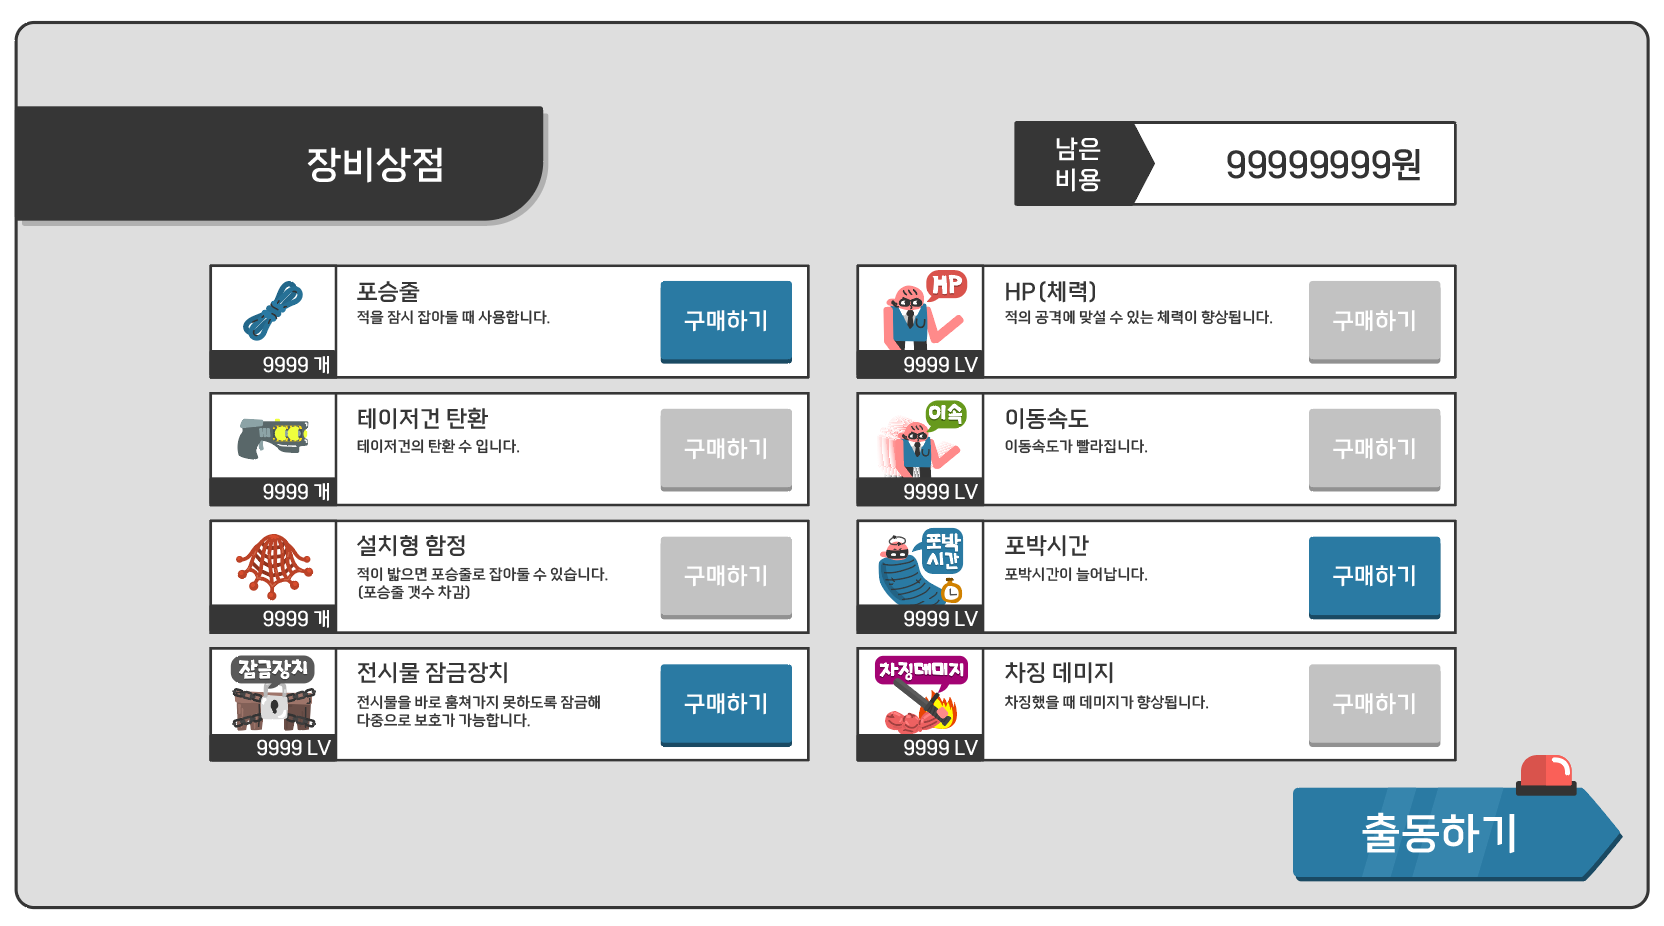 장비상점
남은
비용
99999999원
포승줄
적을 잠시 잡아둘 때 사용합니다.
구매하기
9999 개
테이저건 탄환
테이저건의 탄환 수 입니다.
구매하기
9999 개
설치형 함정
적이 밟으면 포승줄로 잡아둘 수 있습니다.
(포승줄 갯수 차감)
구매하기
9999 개
잠금장치
전시물 잠금장치
전시물을 바로 훔쳐가지 못하도록 잠금해
다중으로 보호가 가능합니다.
구매하기
9999 LV
HP
HP (체력)
적의 공격에 맞설 수 있는 체력이 향상됩니다.
구매하기
9999 LV
이속
이동속도
이동속도가 빨라집니다.
구매하기
9999 LV
포박
시간
포박시간
포박시간이 늘어납니다.
구매하기
9999 LV
차징데미지
차징 데미지
차징했을 때 데미지가 향상됩니다.
구매하기
9999 LV
출동하기